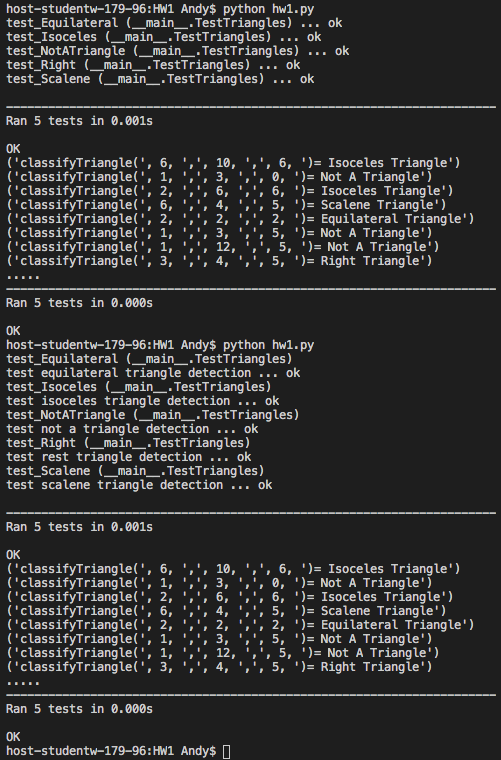 host-studentw-179-96:HW1 Andy$ python hw1.py
test_Equilateral (__main__.TestTriangles) ... ok
test_Isoceles (__main__.TestTriangles) ... ok
test_NotATriangle (__main__.TestTriangles) ... ok
test_Right (__main__.TestTriangles) ... ok
test_Scalene (__main__.TestTriangles) ... ok
----------------------------------------------------------------------
Ran 5 tests in 0.001s
OK
('classifyTriangle(', 6, ',', 10, ',', 6, ')= Isoceles Triangle')
('classifyTriangle(', 1, ',', 3, ',', 0, ')= Not A Triangle')
('classifyTriangle(', 2, ',', 6, ',', 6, ')= Isoceles Triangle')
('classifyTriangle(', 6, ',', 4, ',', 5, ')= Scalene Triangle')
('classifyTriangle(', 2, ',', 2, ',', 2, ')= Equilateral Triangle')
('classifyTriangle(', 1, ',', 3, ',', 5, ')= Not A Triangle')
('classifyTriangle(', 1, ',', 12, ',', 5, ')= Not A Triangle')
('classifyTriangle(', 3, ',', 4, ',', 5, ')= Right Triangle')
.....
----------------------------------------------------------------------
Ran 5 tests in 0.000s
OK
host-studentw-179-96:HW1 Andy$ python hw1.py
test_Equilateral (__main__.TestTriangles)
test equilateral triangle detection ... ok
test_Isoceles (__main__.TestTriangles)
test isoceles triangle detection ... ok
test_NotATriangle (__main__.TestTriangles)
test not a triangle detection ... ok
test_Right (__main__.TestTriangles)
test rest triangle detection ... ok
test_Scalene (__main__.TestTriangles)
test scalene triangle detection ... ok
----------------------------------------------------------------------
Ran 5 tests in 0.001s
OK
('classifyTriangle(', 6, ',', 10, ',', 6, ')= Isoceles Triangle')
('classifyTriangle(', 1, ',', 3, ',', 0, ')= Not A Triangle')
('classifyTriangle(', 2, ',', 6, ',', 6, ')= Isoceles Triangle')
('classifyTriangle(', 6, ',', 4, ',', 5, ')= Scalene Triangle')
('classifyTriangle(', 2, ',', 2, ',', 2, ')= Equilateral Triangle')
('classifyTriangle(', 1, ',', 3, ',', 5, ')= Not A Triangle')
('classifyTriangle(', 1, ',', 12, ',', 5, ')= Not A Triangle')
('classifyTriangle(', 3, ',', 4, ',', 5, ')= Right Triangle')
.....
----------------------------------------------------------------------
Ran 5 tests in 0.000s
OK
host-studentw-179-96:HW1 Andy$